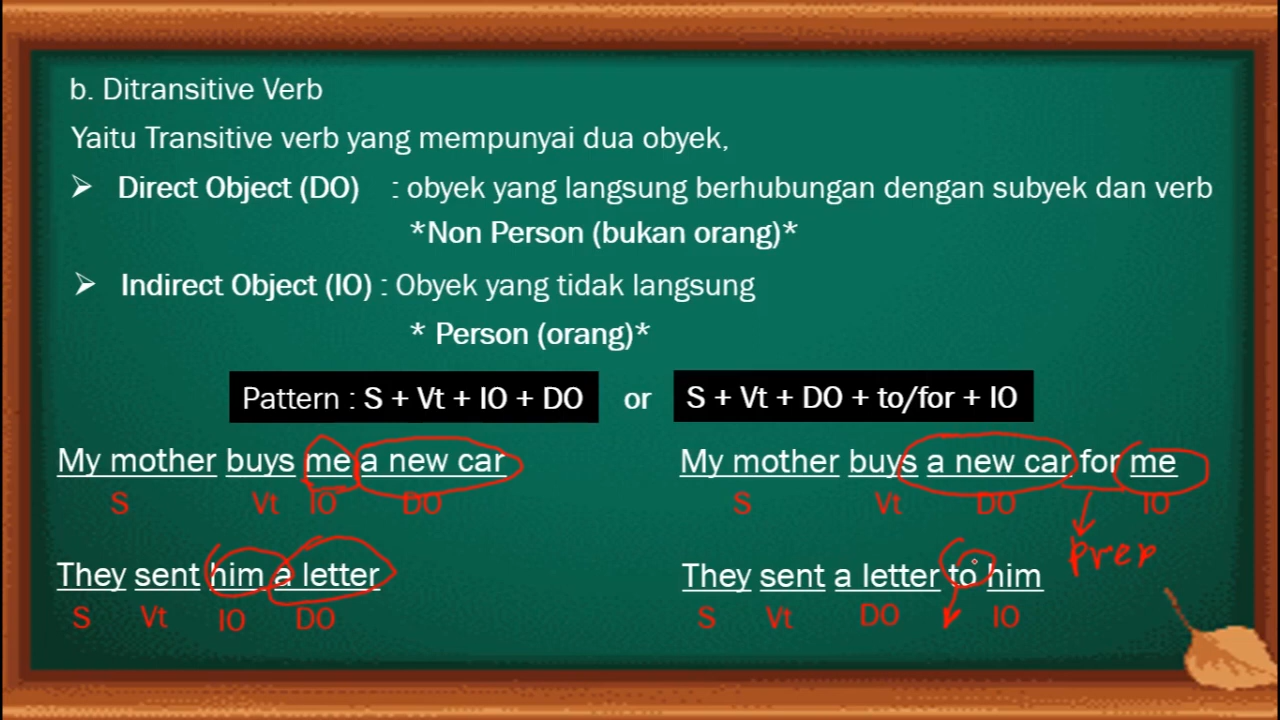 b. Ditransitive Verb
Yaitu Transitive verb yang mempunyai dua obyek,
➢ Direct Object (DO) : obyek yang langsung berhubungan dengan subyek dan verb
*Non Person (bukan orang)*
➢ Indirect Object (IO) : Obyek yang tidak langsung
* Person (orang)*
Pattern : S + Vt + IO + DO or S + Vt + DO + to/for + IO
My mother buys me a new car
S Vt IO DO
My mother buys a new car for me
S Vt DO IO
Prep
They sent him a letter
S Vt IO DO
They sent a letter to him
S Vt DO IO